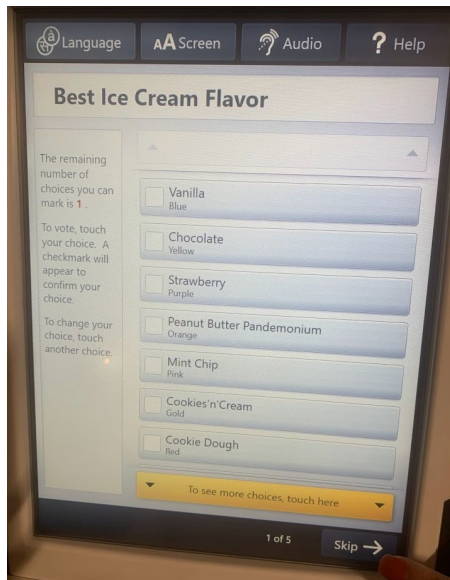 Language
AA Screen
Audio
? Help
Best Ice Cream Flavor
The remaining
number of
choices you can
mark is 1 .
To vote, touch
your choice. A
checkmark will
appear to
confirm your
choice.
To change your
choice, touch
another choice.
Vanilla
Blue
Chocolate
Yellow
Strawberry
Purple
Peanut Butter Pandemonium
Orange
Mint Chip
Pink
Cookies'n'Cream
Gold
Cookie Dough
Red
To see more choices, touch here
1 of 5
Skip